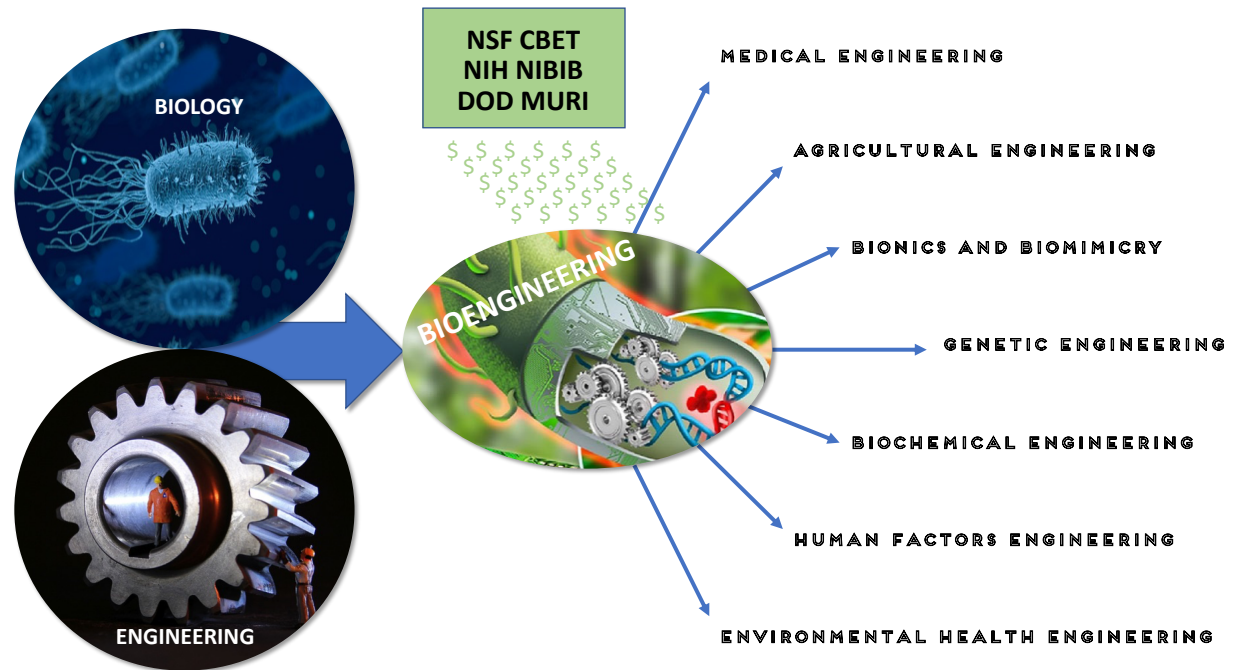 BIOLOGY
ENGINEERING
NSF CBET
NIH NIBIB
DOD MURI
$ $ $ $ $ $
$ $ $ $ $ $
$ $ $ $ $ $
$ $ $ $ $ $
BIOENGINEERING
MEDICAL ENGINEERING
AGRICULTURAL ENGINEERING
BIONICS AND BIOMIMICRY
GENETIC ENGINEERING
BIOCHEMICAL ENGINEERING
HUMAN FACTORS ENGINEERING
ENVIRONMENTAL HEALTH ENGINEERING